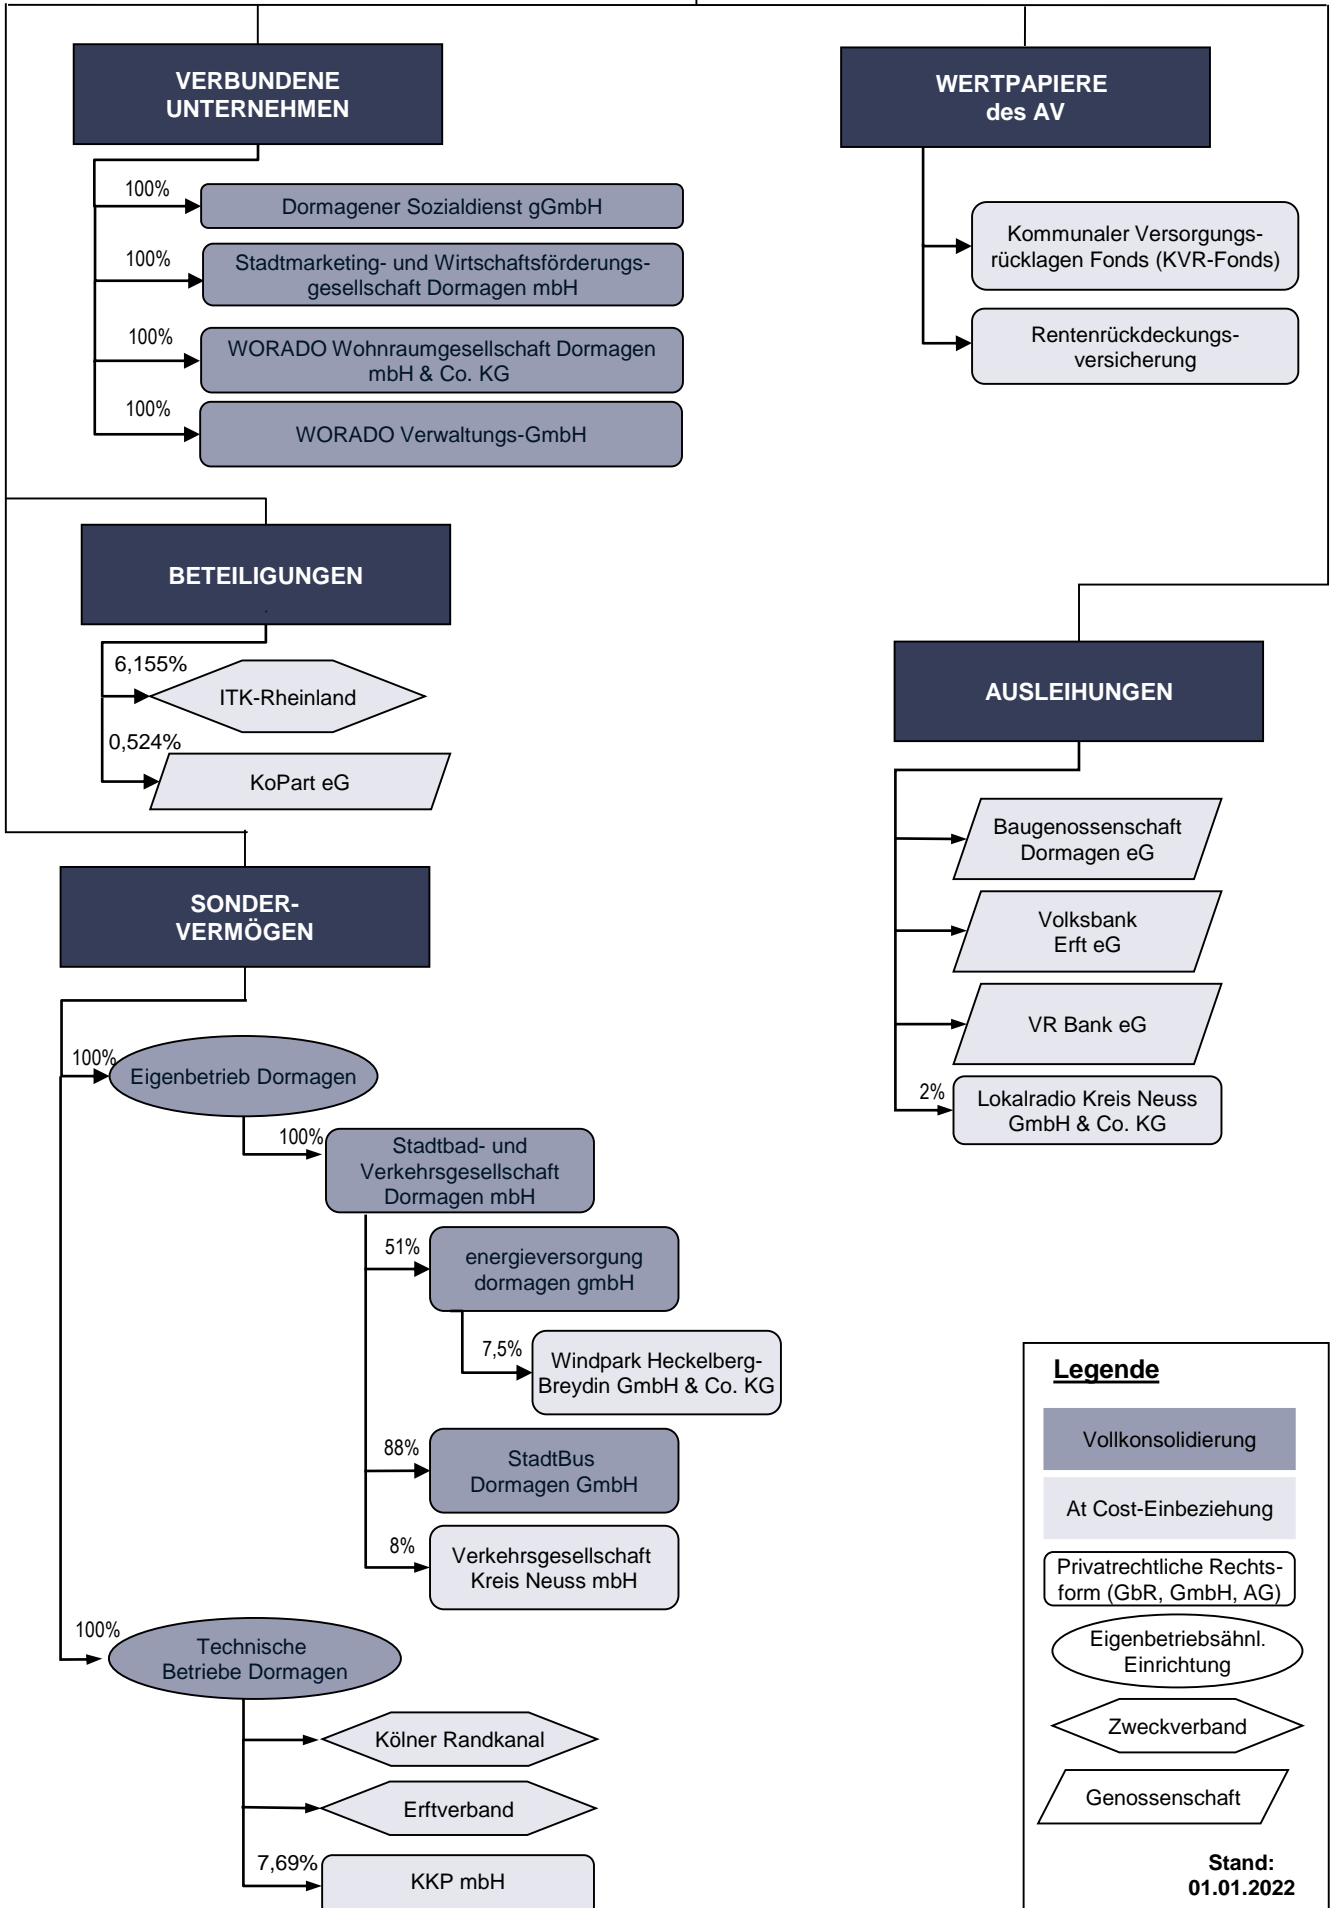 VERBUNDENE
UNTERNEHMEN
100%
Dormagener Sozialdienst gGmbH
100%
Stadtmarketing- und Wirtschaftsförderungs-
gesellschaft Dormagen mbH
100%
WORADO Wohnraumgesellschaft Dormagen
mbH & Co. KG
100%
WORADO Verwaltungs-GmbH
WERTPAPIERE
des AV
Kommunaler Versorgungs-
rücklagen Fonds (KVR-Fonds)
Rentenrückdeckungs-
versicherung
BETEILIGUNGEN
6,155%
ITK-Rheinland
0,524%
KoPart eG
AUSLEIHUNGEN
Baugenossenschaft
Dormagen eG
Volksbank
Erft eG
VR Bank eG
2%
Lokalradio Kreis Neuss
GmbH & Co. KG
SONDER-
VERMÖGEN
100%
Eigenbetrieb Dormagen
100%
Stadtbad- und
Verkehrsgesellschaft
Dormagen mbH
51%
energieversorgung
dormagen gmbH
7,5%
Windpark Heckelberg-
Breydin GmbH & Co. KG
88%
StadtBus
Dormagen GmbH
8%
Verkehrsgesellschaft
Kreis Neuss mbH
100%
Technische
Betriebe Dormagen
Kölner Randkanal
Erftverband
7,69%
KKP mbH
Legende
Vollkonsolidierung
At Cost-Einbeziehung
Privatrechtliche Rechts-
form (GbR, GmbH, AG)
Eigenbetriebsähnl.
Einrichtung
Zweckverband
Genossenschaft
Stand:
01.01.2022